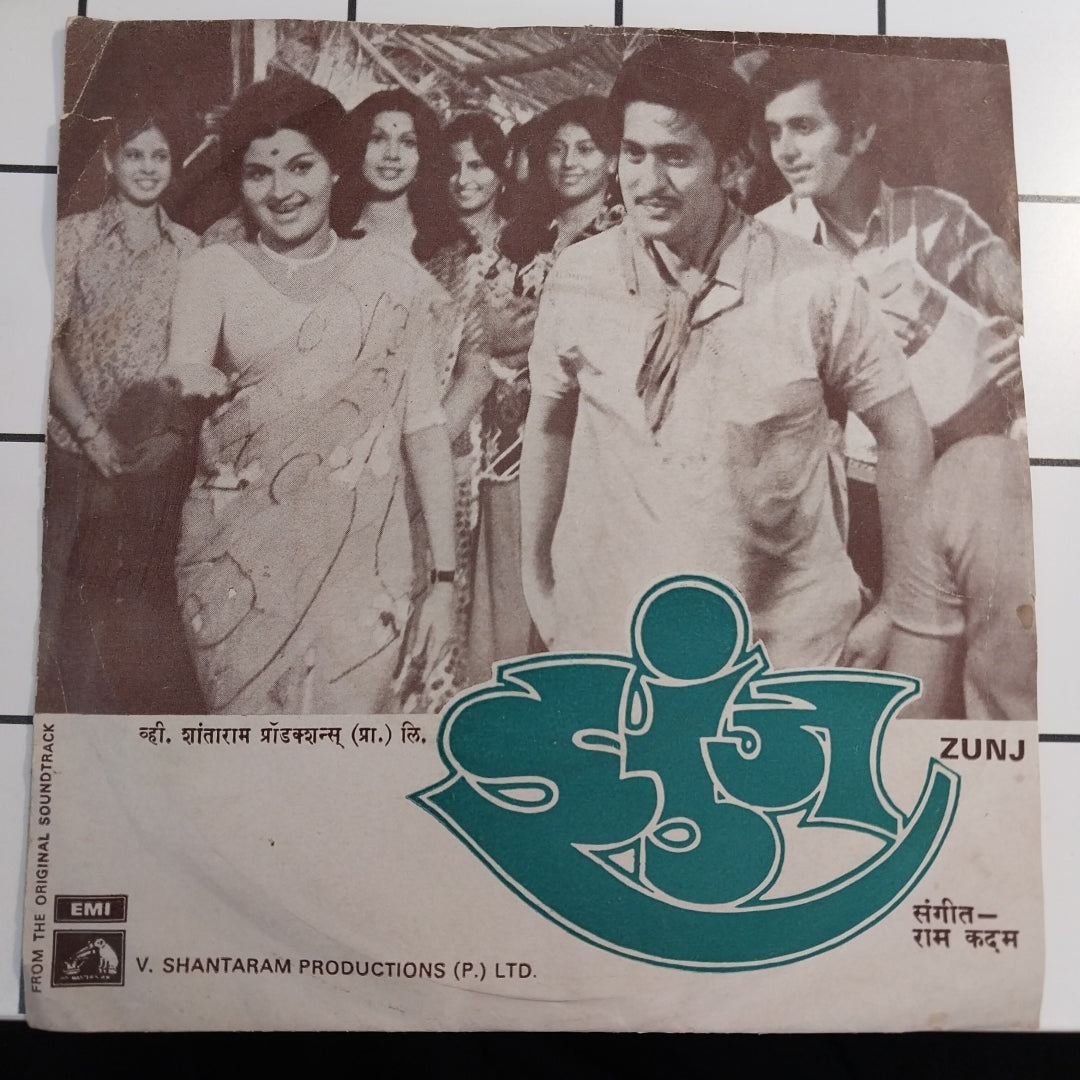 व्ही. शांताराम प्रॉडक्शन्स् (प्रा.) लि.
झुंज
ZUNJ
FROM THE ORIGINAL SOUNDTRACK
संगीत–
राम कदम
EMI
V. SHANTARAM PRODUCTIONS (P.) LTD.